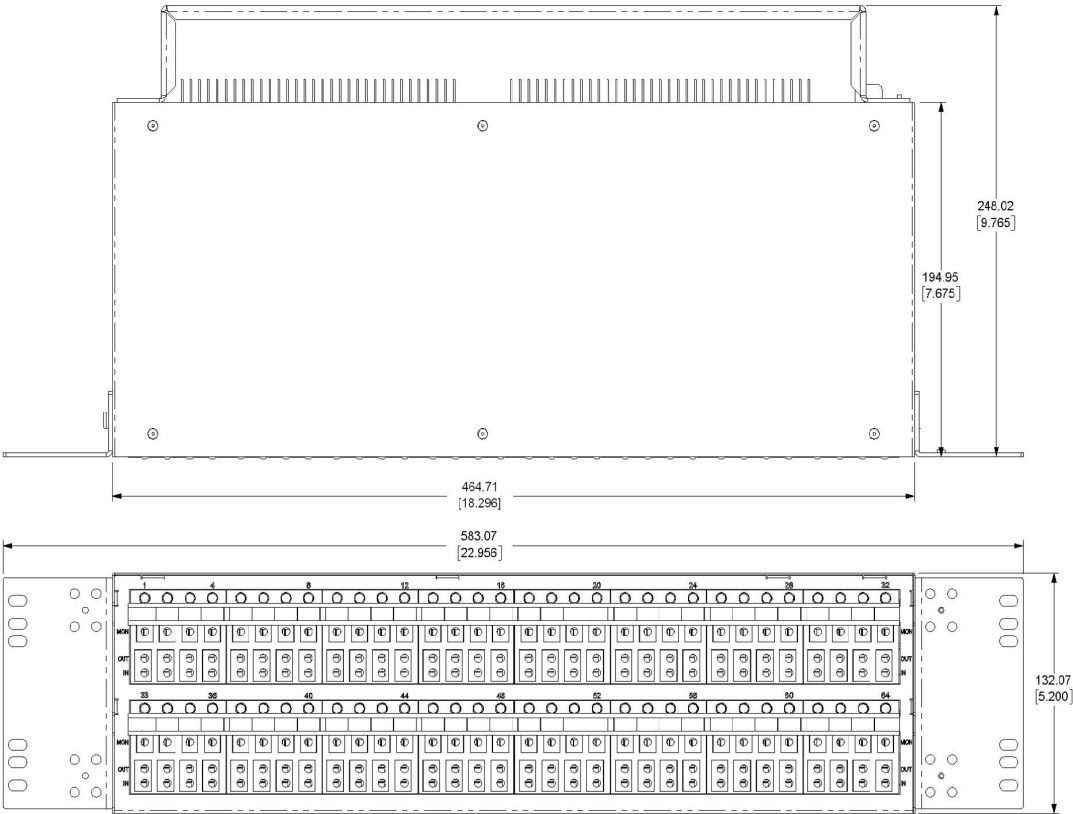 248.02
[9.765]
194.95
[7.675]
464.71
[18.296]
583.07
[22.956]
1 4 8 12 16 20 24 28 32
MON MON
OUT OUT
IN IN
132.07
[5.200]
33 36 40 44 48 52 56 60 64
MON MON
OUT OUT
IN IN